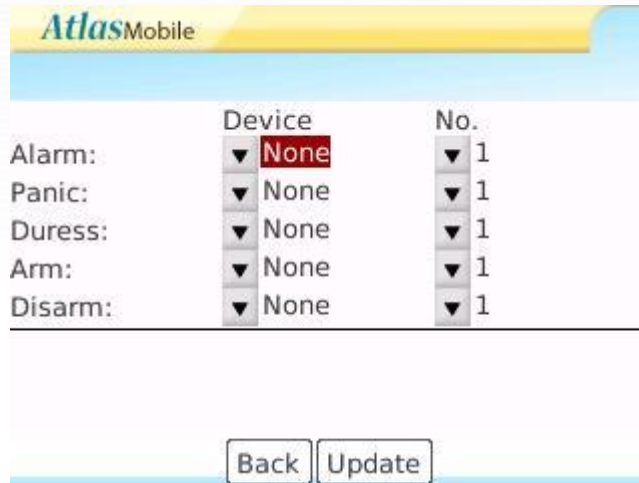 AtlasMobile
Device No.
Alarm: None 1
Panic: None 1
Duress: None 1
Arm: None 1
Disarm: None 1
Back Update